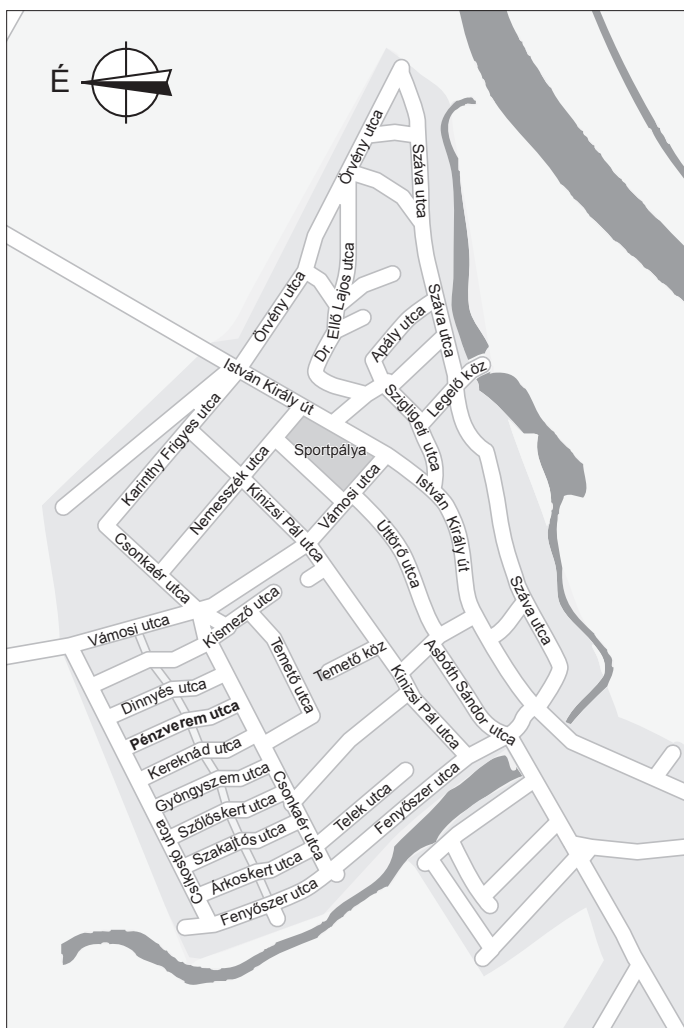 É
Örvény utca
Száva utca
Dr. Ellő Lajos utca
Örvény utca
Száva utca
Apály utca
István Király út
Legelő köz
Szigligeti utca
Karinthy Frigyes utca
Sportpálya
Nemesszék utca
Kinizsi Pál utca
Vámosi utca
István Király út
Csonkaér utca
Úttörő utca
Kismező utca
Száva utca
Vámosi utca
Temető utca
Temető köz
Asbóth Sándor utca
Dinnyés utca
Pénzverem utca
Kinizsi Pál utca
Kereknád utca
Gyöngyszem utca
Csonkaér utca
Telek utca
Fenyőszer utca
Szőlőskert utca
Csikostó utca
Szakajtós utca
Árkoskert utca
Fenyőszer utca